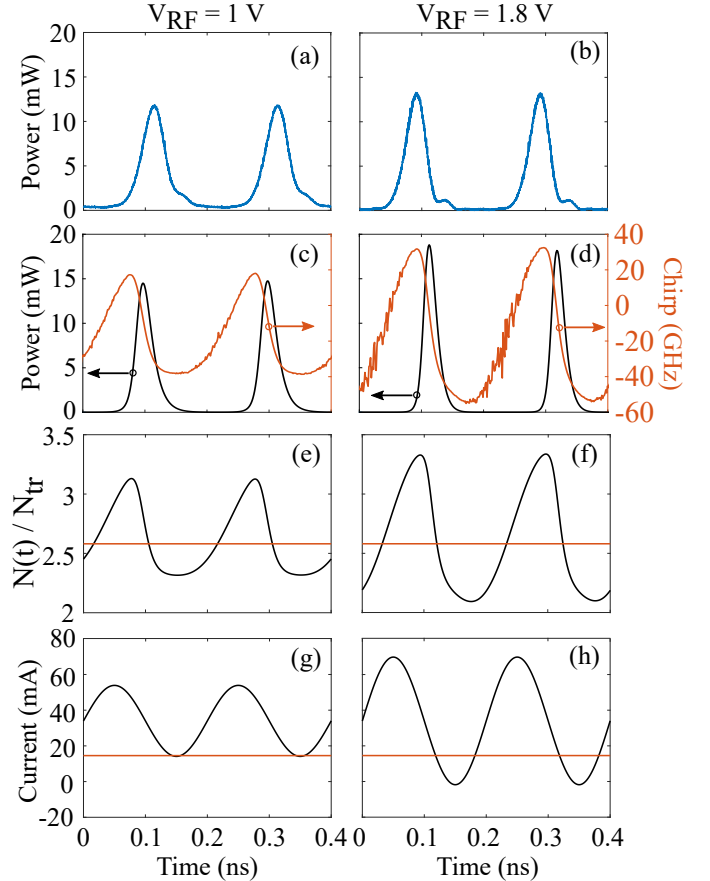 V_RF = 1 V
V_RF = 1.8 V
20
15
10
5
0
Power (mW)
(a)
(b)
20
15
10
5
0
Power (mW)
(c)
(d)
40
20
0
-20
-40
-60
Chirp (GHz)
3.5
3
2.5
2
N(t) / N_tr
(e)
(f)
80
60
40
20
0
-20
Current (mA)
(g)
(h)
0
0.1
0.2
0.3
0.4
Time (ns)
0
0.1
0.2
0.3
0.4
Time (ns)